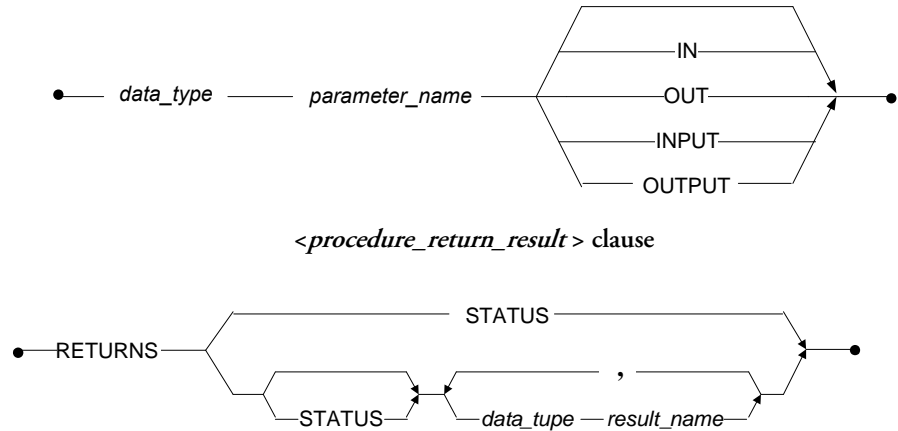 IN
data_type parameter_name OUT
INPUT
OUTPUT
<procedure_return_result > clause
STATUS
RETURNS
,
STATUS data_tupe result_name